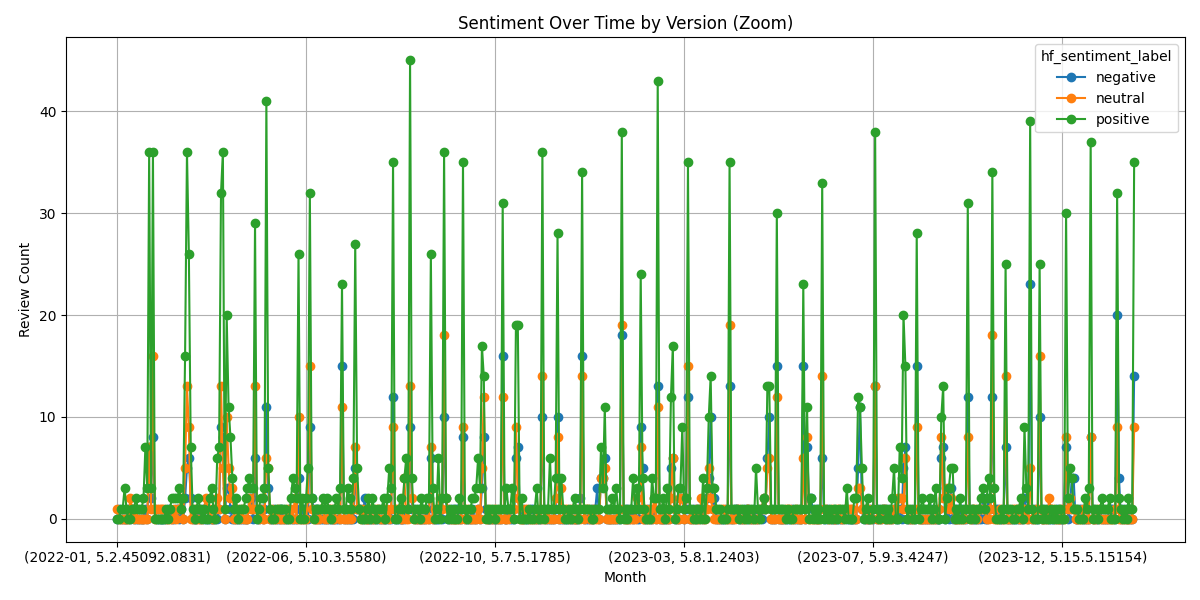 Sentiment Over Time by Version (Zoom)
hf_sentiment_label
negative
neutral
positive
Review Count
40
30
20
10
0
(2022-01, 5.2.45092.0831) (2022-06, 5.10.3.5580) (2022-10, 5.7.5.1785) (2023-03, 5.8.1.2403) (2023-07, 5.9.3.4247) (2023-12, 5.15.5.15154)
Month